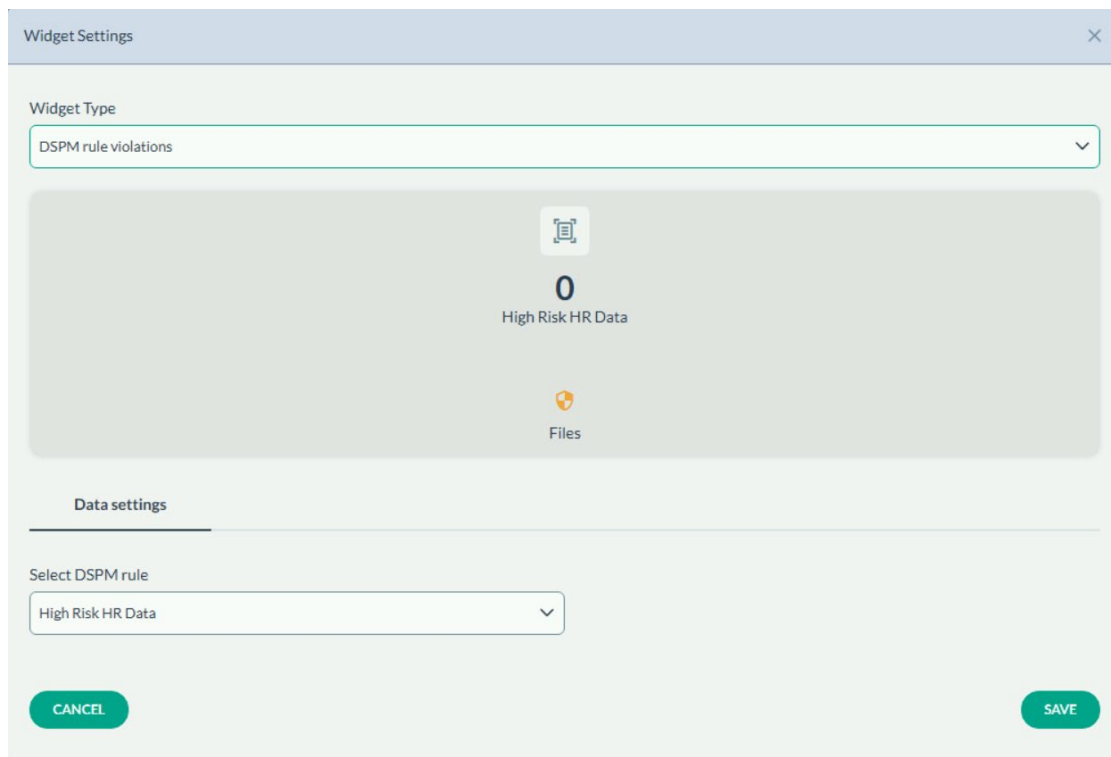 Widget Settings
Widget Type
DSPM rule violations
0
High Risk HR Data
Files
Data settings
Select DSPM rule
High Risk HR Data
CANCEL
SAVE